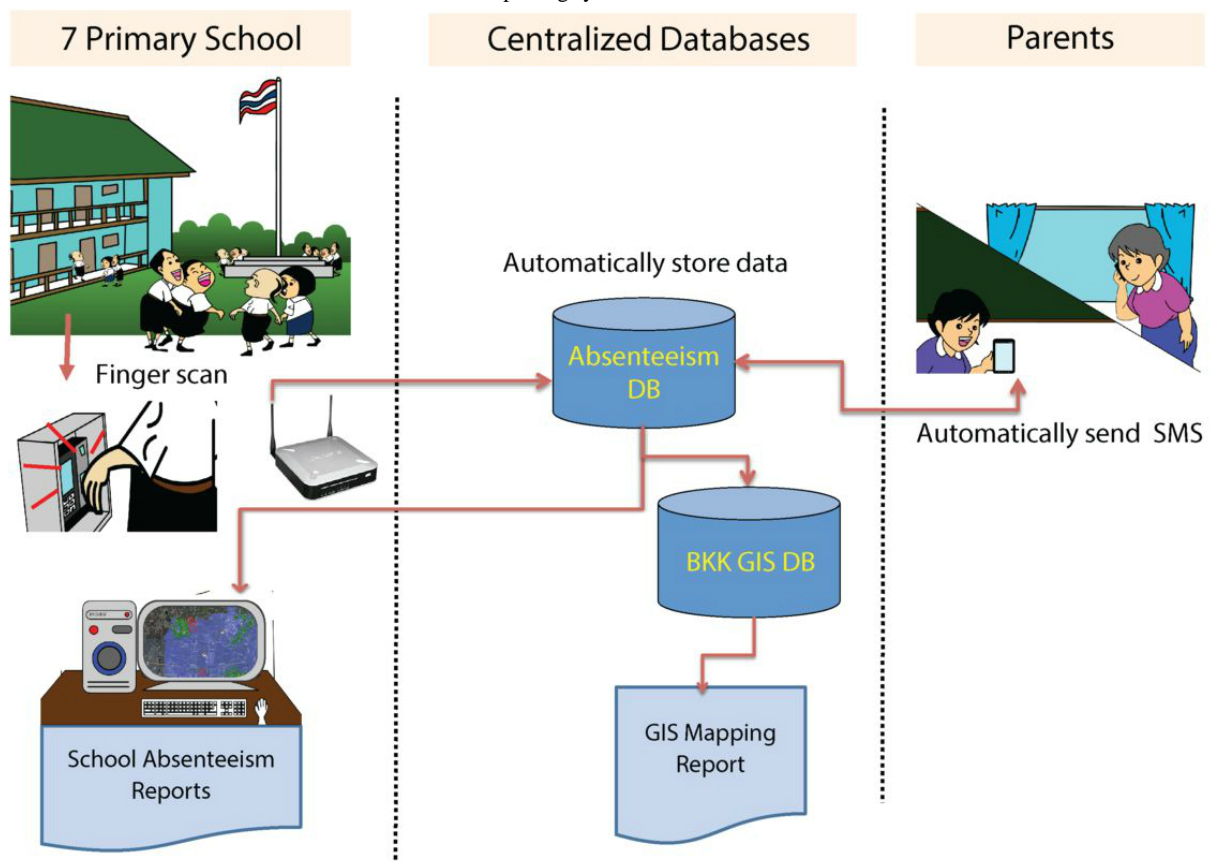 7 Primary School
Centralized Databases
Parents
Automatically store data
Absenteeism
DB
Finger scan
Automatically send SMS
BKK GIS DB
School Absenteeism
Reports
GIS Mapping
Report